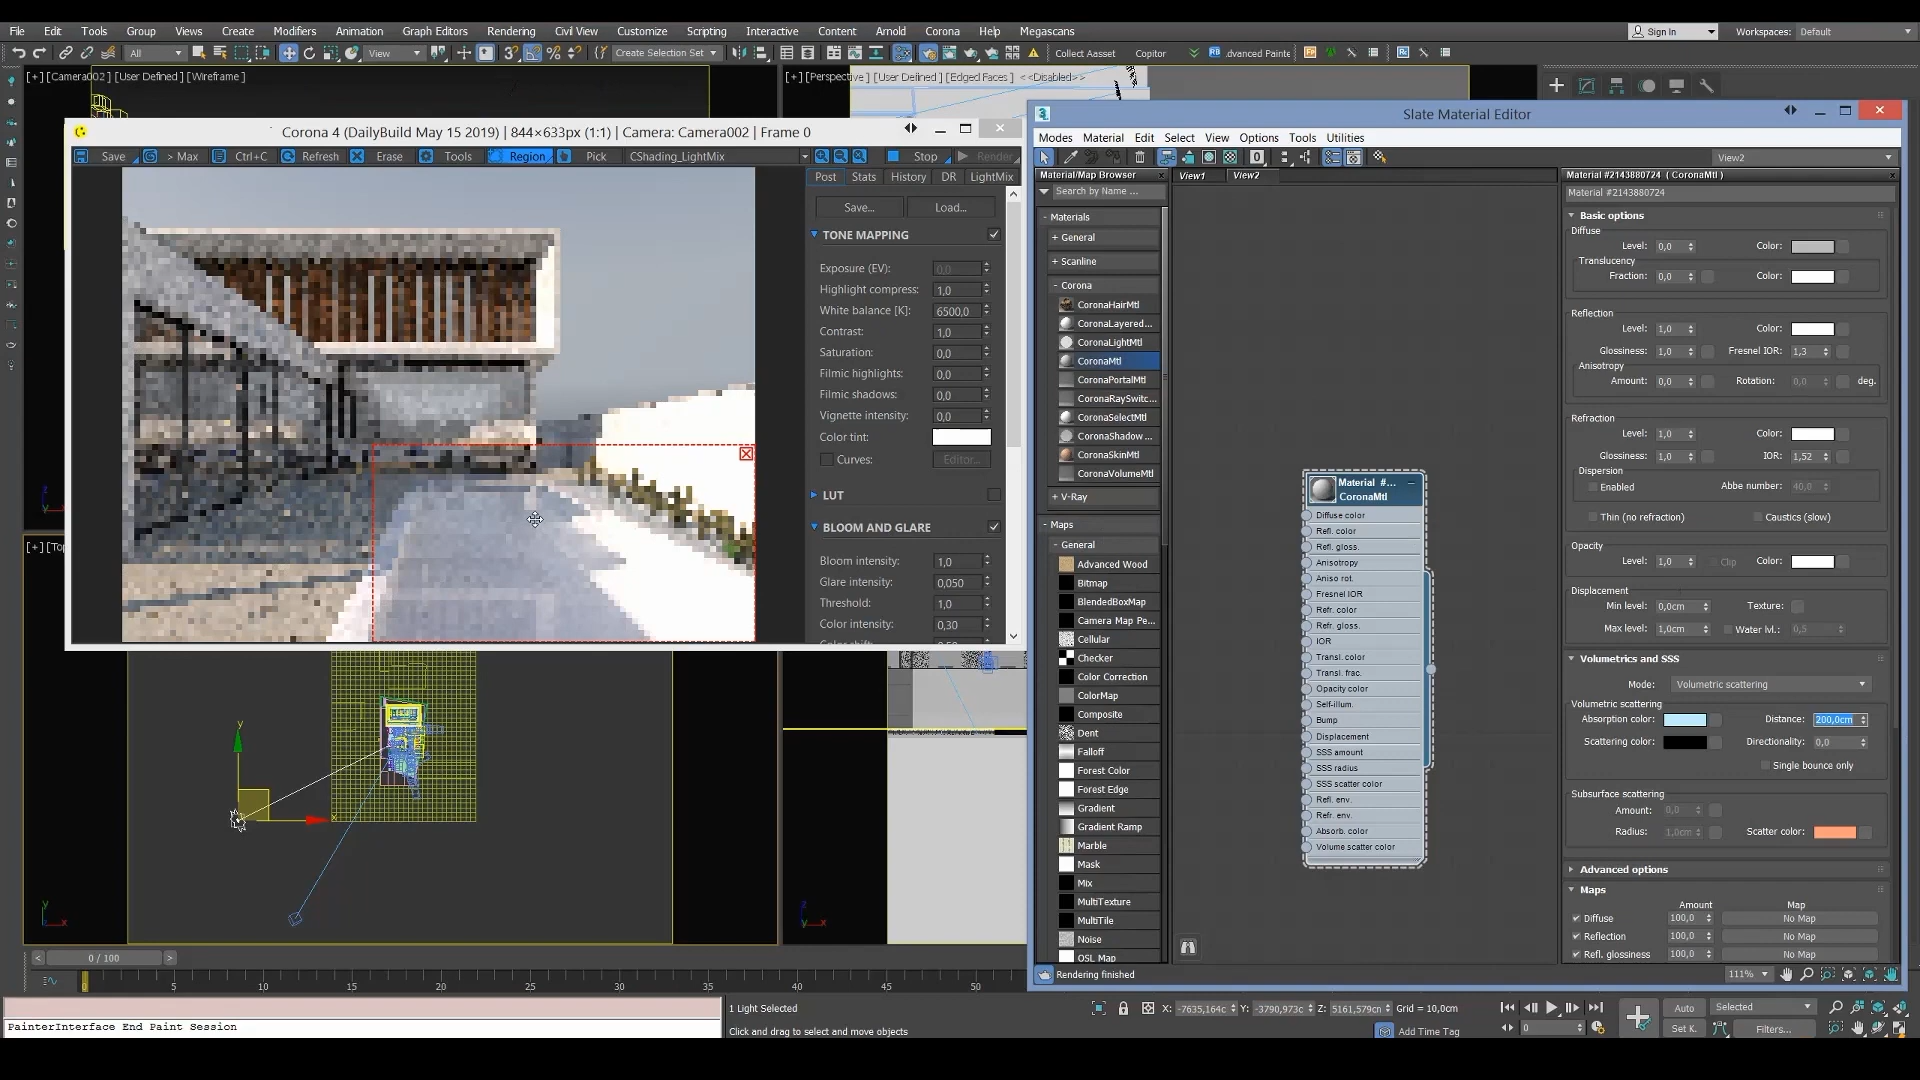 File Edit Tools Group Views Create Modifiers Animation Graph Editors Rendering Civil View Customize Scripting Interactive Content Arnold Corona Help Megascans Sign In Workspaces: Default
All View Create Selection Set Collect Aasset Copitor dvanced Painte
[+] [Camera002] [User Defined] [Wireframe] [+] [Perspective] [User Defined] [Edged Faces] <<Disabled>>
Corona 4 (DailyBuild May 15 2019) | 844×633px (1:1) | Camera: Camera002 | Frame 0
Save > Max Ctrl+C Refresh Erase Tools Region Pick CShading_LightMix Stop Render
Post Stats History DR LightMix
Save... Load...
TONE MAPPING
Exposure (EV): 0,0
Highlight compress: 1,0
White balance [K]: 6500,0
Contrast: 1,0
Saturation: 0,0
Filmic highlights: 0,0
Filmic shadows: 0,0
Vignette intensity: 0,0
Color tint:
Curves: Editor...
LUT
BLOOM AND GLARE
Bloom intensity: 1,0
Glare intensity: 0,050
Threshold: 1,0
Color intensity: 0,30
[+] [Top
Slate Material Editor
Modes Material Edit Select View Options Tools Utilities
View2
Material/Map Browser
Search by Name ...
- Materials
+ General
+ Scanline
- Corona
CoronaHairMtl
CoronaLayered...
CoronaLightMtl
CoronaMtl
CoronaPortalMtl
CoronaRaySwitc...
CoronaSelectMtl
CoronaShadow ...
CoronaSkinMtl
CoronaVolumeMtl
+ V-Ray
- Maps
- General
Advanced Wood
Bitmap
BlendedBoxMap
Camera Map Pe...
Cellular
Checker
Color Correction
ColorMap
Composite
Dent
Falloff
Forest Color
Forest Edge
Gradient
Gradient Ramp
Marble
Mask
Mix
MultiTexture
MultiTile
Noise
OSL Map
View1 View2
Material #...
CoronaMtl
Diffuse color
Refl. color
Refl. gloss.
Anisotropy
Aniso rot.
Fresnel IOR
Refr. color
Refr. gloss.
IOR
Transl. color
Transl. frac.
Opacity color
Self-illum.
Bump
Displacement
SSS amount
SSS radius
SSS scatter color
Refl. env.
Refr. env.
Absorb. color
Volume scatter color
Material #2143880724 ( CoronaMtl )
Material #2143880724
Basic options
Diffuse
Level: 0,0 Color:
Translucency
Fraction: 0,0 Color:
Reflection
Level: 1,0 Color:
Glossiness: 1,0 Fresnel IOR: 1,3
Anisotropy
Amount: 0,0 Rotation: 0,0 deg.
Refraction
Level: 1,0 Color:
Glossiness: 1,0 IOR: 1,52
Dispersion
Enabled Abbe number: 40,0
Thin (no refraction) Caustics (slow)
Opacity
Level: 1,0 Clip Color:
Displacement
Min level: 0,0cm Texture:
Max level: 1,0cm Water lvl.: 0,5
Volumetrics and SSS
Mode: Volumetric scattering
Volumetric scattering
Absorption color: Distance: 200,0cm
Scattering color: Directionality: 0,0
Single bounce only
Subsurface scattering
Amount: 0,0
Radius: 1,0cm Scatter color:
Advanced options
Maps
Amount Map
Diffuse 100,0 No Map
Reflection 100,0 No Map
Refl. glossiness 100,0 No Map
Rendering finished 111%
0 / 100
5 10 15 20 25 30 35 40 45 50
PainterInterface End Paint Session
1 Light Selected
Click and drag to select and move objects
X: -7635,164c Y: -3790,973c Z: 5161,579cn Grid = 10,0cm
Add Time Tag
0
Auto Selected
Set K. Filters...